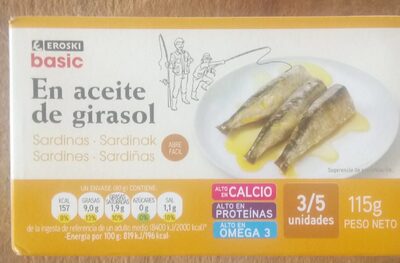 EROSKI
basic
En aceite
de girasol
Sardinas · Sardinak
Sardines · Sardiñas
ABRE
FÁCIL
Sugerencia de
UN ENVASE (80g) CONTIENE:
KCAL GRASAS GRASAS SATURADAS AZÚCARES SAL
157 9,0g 1,9g 0g 1,1g
8% 13% 10% 0% 18%
de la ingesta de referencia de un adulto medio (8400 kJ/2000 kcal)*
-Energía por 100g: 819 kJ/196 kcal-
ALTO EN CALCIO
ALTO EN PROTEÍNAS
ALTO EN OMEGA 3
3/5
unidades
115g
PESO NETO